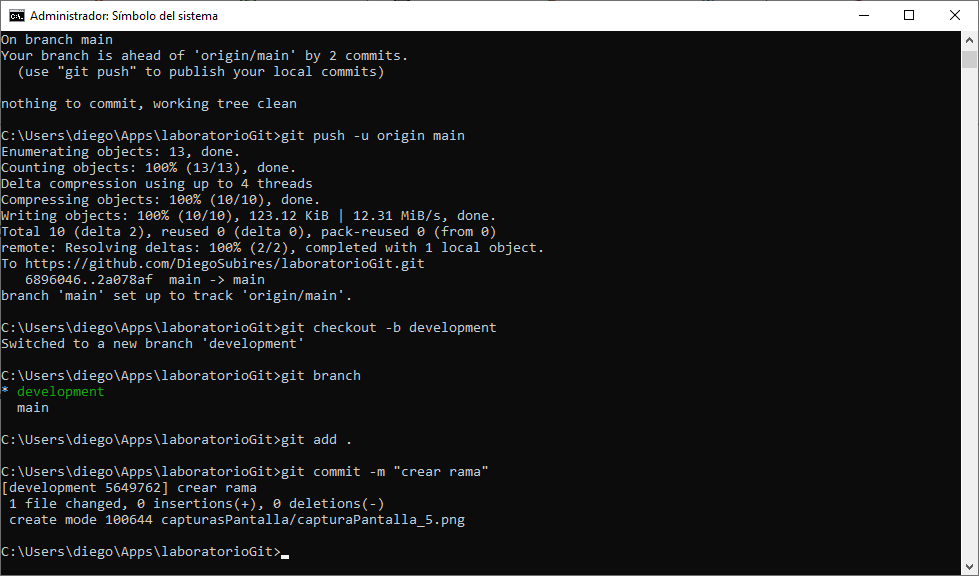 Administrador: Símbolo del sistema
On branch main
Your branch is ahead of 'origin/main' by 2 commits.
  (use "git push" to publish your local commits)
nothing to commit, working tree clean
C:\Users\diego\Apps\laboratorioGit>git push -u origin main
Enumerating objects: 13, done.
Counting objects: 100% (13/13), done.
Delta compression using up to 4 threads
Compressing objects: 100% (10/10), done.
Writing objects: 100% (10/10), 123.12 KiB | 12.31 MiB/s, done.
Total 10 (delta 2), reused 0 (delta 0), pack-reused 0 (from 0)
remote: Resolving deltas: 100% (2/2), completed with 1 local object.
To https://github.com/DiegoSubires/laboratorioGit.git
   6896046..2a078af  main -> main
branch 'main' set up to track 'origin/main'.
C:\Users\diego\Apps\laboratorioGit>git checkout -b development
Switched to a new branch 'development'
C:\Users\diego\Apps\laboratorioGit>git branch
* development
  main
C:\Users\diego\Apps\laboratorioGit>git add .
C:\Users\diego\Apps\laboratorioGit>git commit -m "crear rama"
[development 5649762] crear rama
 1 file changed, 0 insertions(+), 0 deletions(-)
 create mode 100644 capturasPantalla/capturaPantalla_5.png
C:\Users\diego\Apps\laboratorioGit>